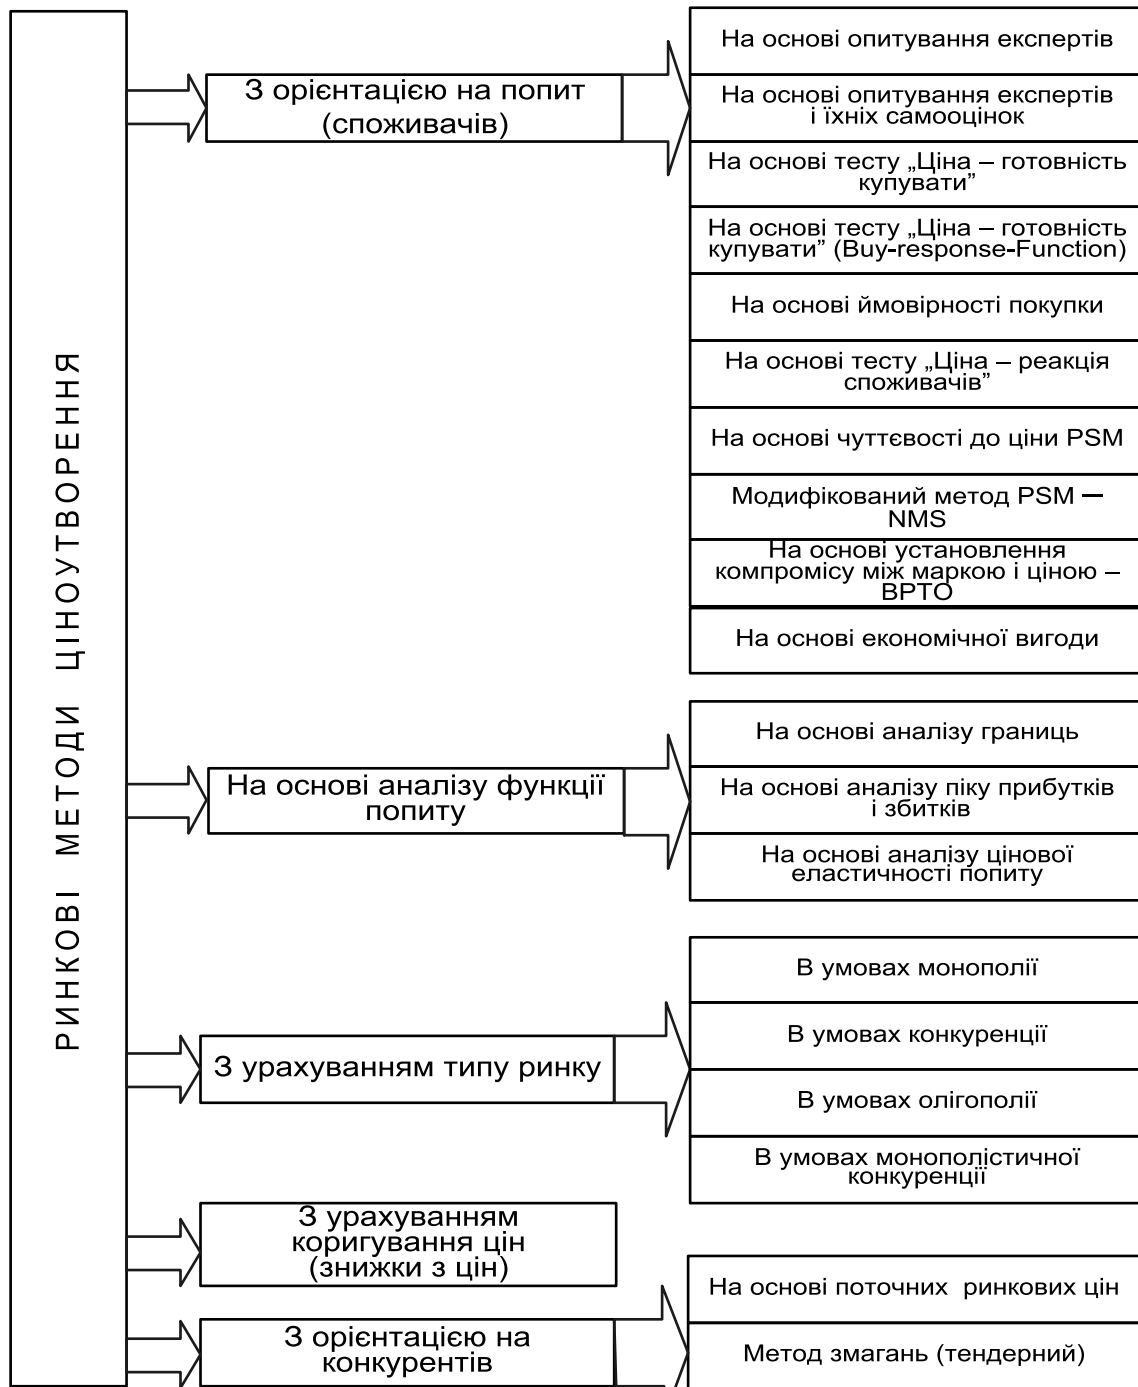 РИНКОВІ МЕТОДИ ЦІНОУТВОРЕННЯ
З орієнтацією на попит
(споживачів)
На основі опитування експертів
На основі опитування експертів
і їхніх самооцінок
На основі тесту „Ціна – готовність
купувати”
На основі тесту „Ціна – готовність
купувати” (Buy-response-Function)
На основі ймовірності покупки
На основі тесту „Ціна – реакція
споживачів”
На основі чуттєвості до ціни PSM
Модифікований метод PSM —
NMS
На основі установлення
компромісу між маркою і ціною –
ВРТО
На основі економічної вигоди
На основі аналізу функції
попиту
На основі аналізу границь
На основі аналізу піку прибутків
і збитків
На основі аналізу цінової
еластичності попиту
З урахуванням типу ринку
В умовах монополії
В умовах конкуренції
В умовах олігополії
В умовах монополістичної
конкуренції
З урахуванням
коригування цін
(знижки з цін)
З орієнтацією на
конкурентів
На основі поточних ринкових цін
Метод змагань (тендерний)